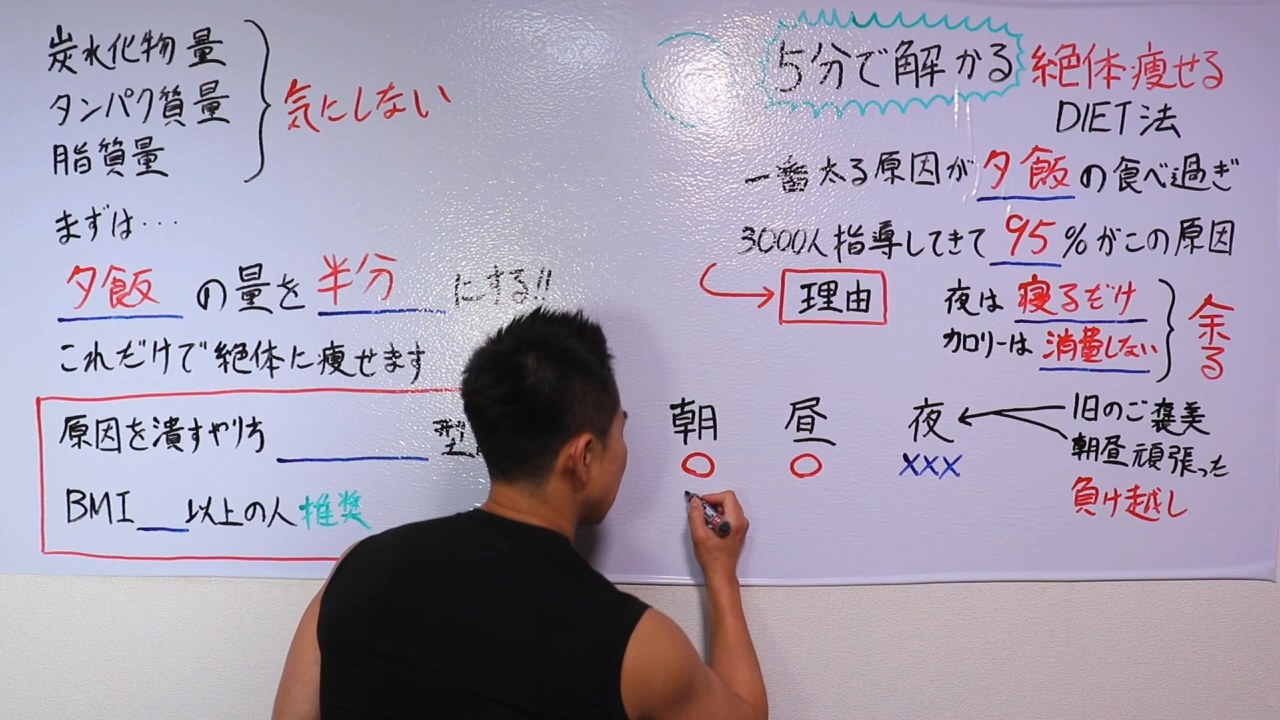 炭水化物量
タンパク質量
脂質量
気にしない
まずは…
夕飯の量を半分にする!!
これだけで絶体に痩せます
原因を潰すやり方 型
BMI 以上の人推奨
5分で解かる絶体痩せる
DIET法
一番太る原因が夕飯の食べ過ぎ
3000人指導してきて95%がこの原因
理由
夜は寝るだけ
カロリーは消費しない
余る
朝 昼 夜
○ ○ ×××
1日のご褒美
朝昼頑張った
負け越し